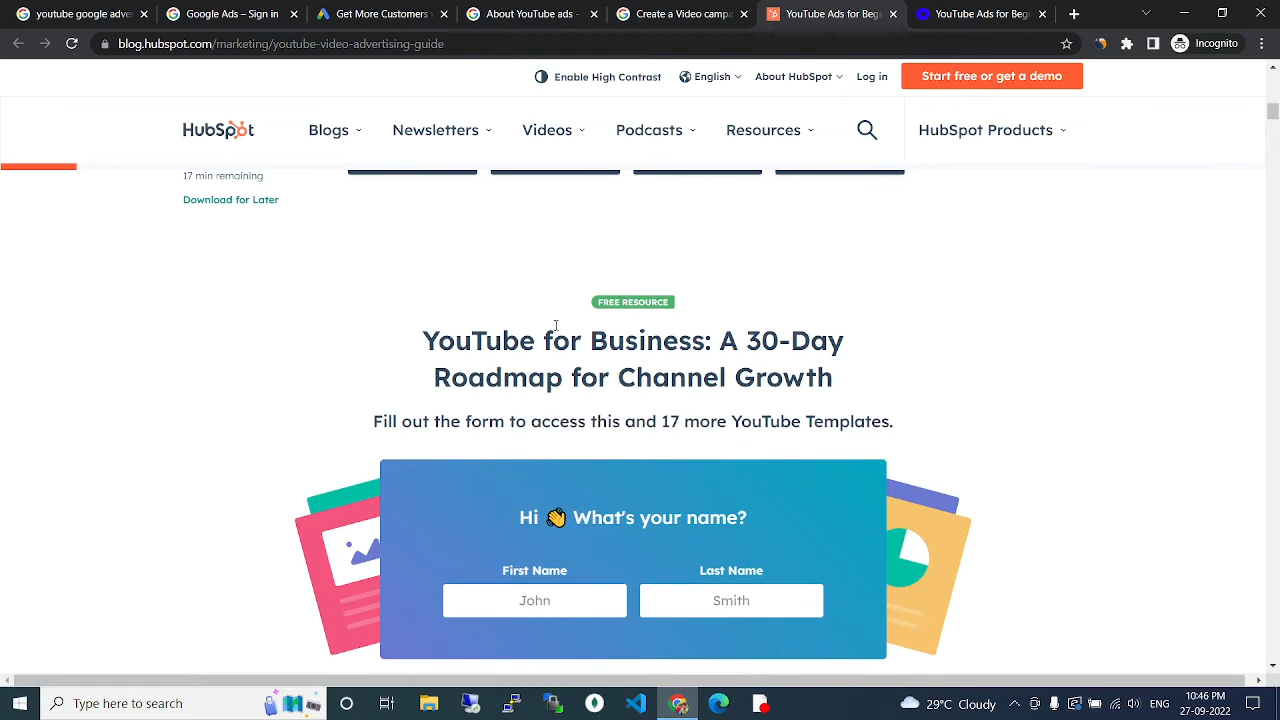 youtube google adver
Google Ads – Sign in
Get More Customers w
About YouTube ads -
Create a Video campa
YouTube Ads for Begi
YouTube Ads for Begi
blog.hubspot.com/marketing/youtube-video-advertising-guide
Incognito
Enable High Contrast
English
About HubSpot
Log in
Start free or get a demo
HubSpot
Blogs
Newsletters
Videos
Podcasts
Resources
HubSpot Products
17 min remaining
Download for Later
FREE RESOURCE
YouTube for Business: A 30-Day
Roadmap for Channel Growth
Fill out the form to access this and 17 more YouTube Templates.
Hi 👋 What's your name?
First Name
Last Name
John
Smith
Type here to search
29°C Cloudy
ENG
10:46 PM
27-09-2022